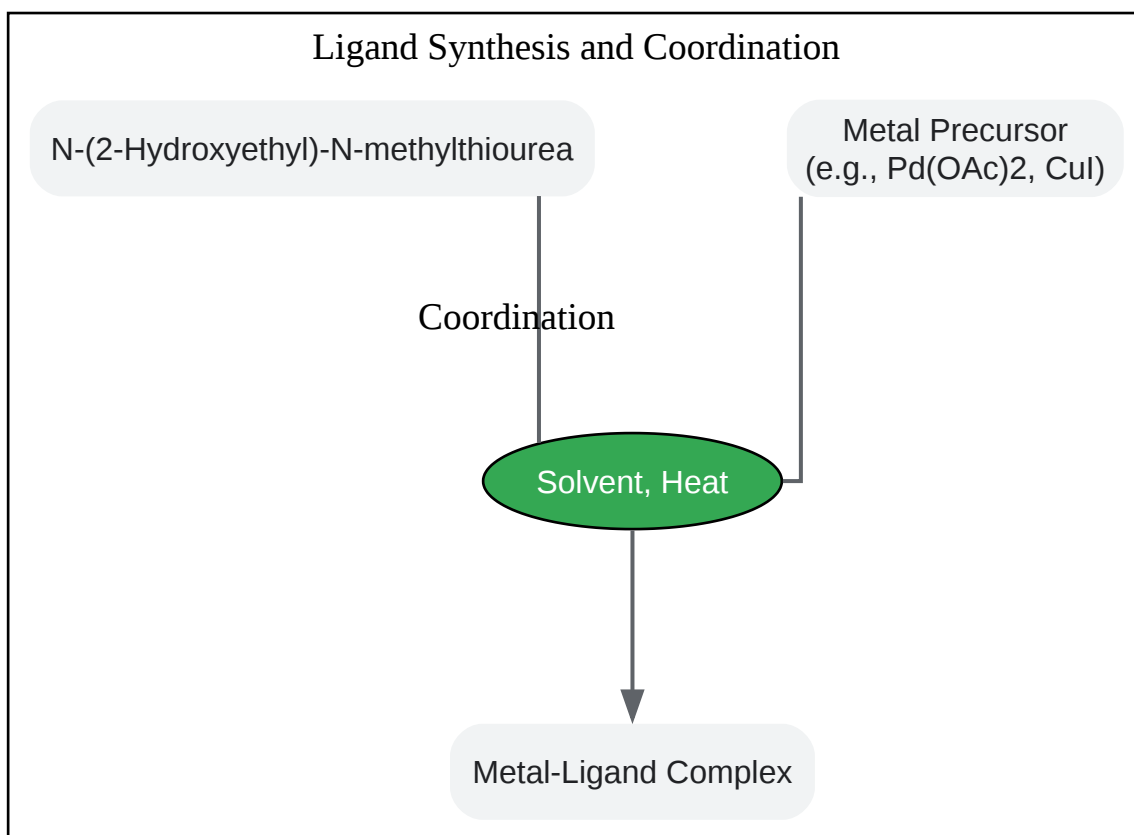 Ligand Synthesis and Coordination
N-(2-Hydroxyethyl)-N-methylthiourea
Metal Precursor
(e.g., Pd(OAc)2, CuI)
Coordination
Solvent, Heat
Metal-Ligand Complex